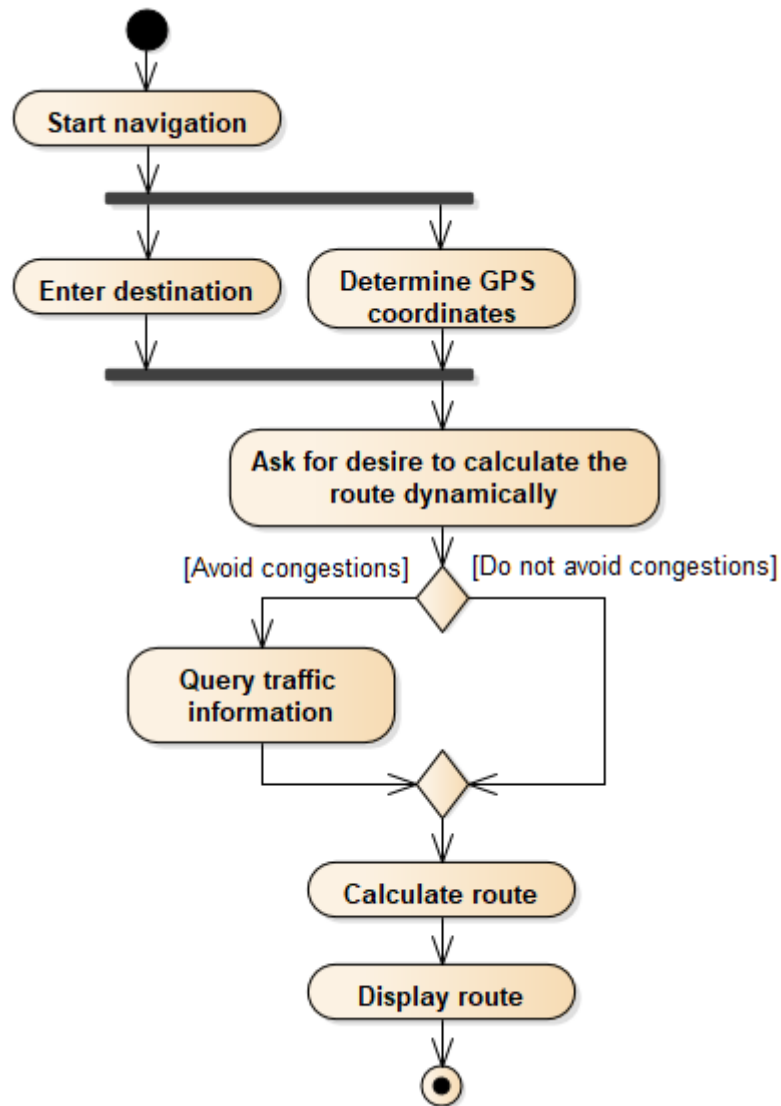 Start navigation
Enter destination
Determine GPS
coordinates
Ask for desire to calculate the
route dynamically
[Avoid congestions]
[Do not avoid congestions]
Query traffic
information
Calculate route
Display route